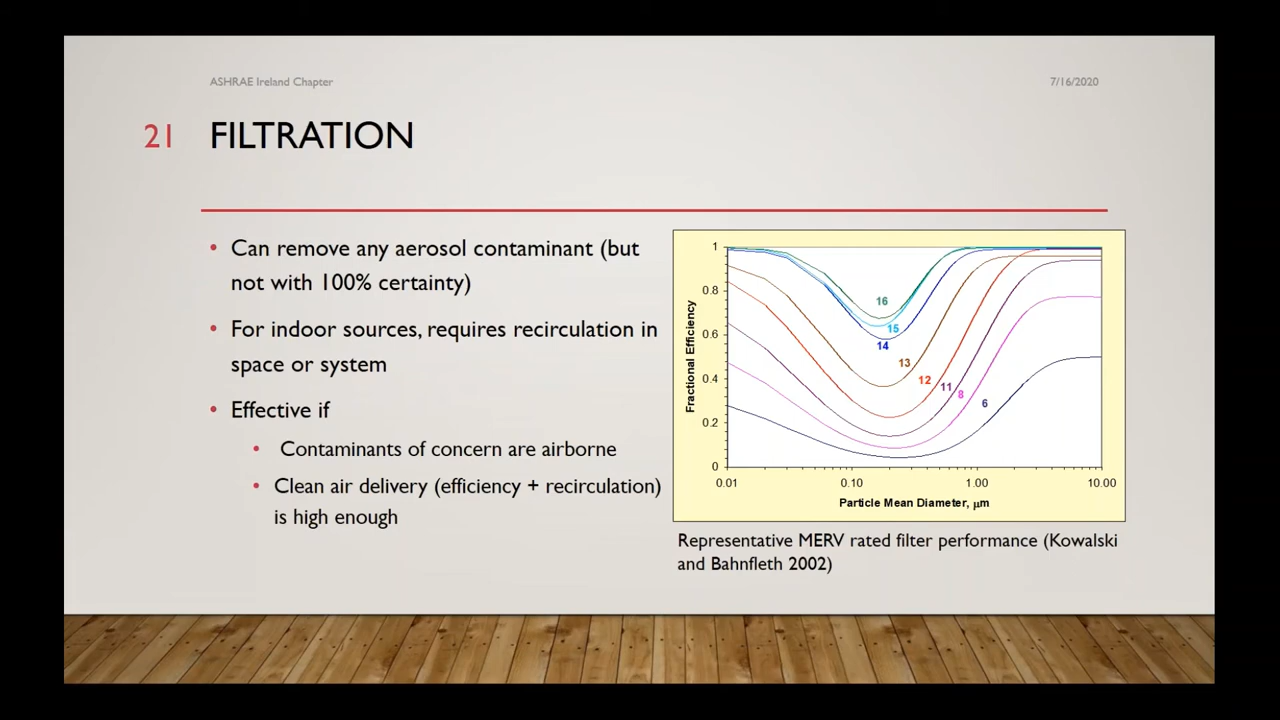 ASHRAE Ireland Chapter
7/16/2020
21 FILTRATION
• Can remove any aerosol contaminant (but
not with 100% certainty)
• For indoor sources, requires recirculation in
space or system
• Effective if
• Contaminants of concern are airborne
• Clean air delivery (efficiency + recirculation)
is high enough
Fractional Efficiency
1
0.8
0.6
0.4
0.2
0
16
15
14
13
12
11
8
6
0.01 0.10 1.00 10.00
Particle Mean Diameter, μm
Representative MERV rated filter performance (Kowalski
and Bahnfleth 2002)